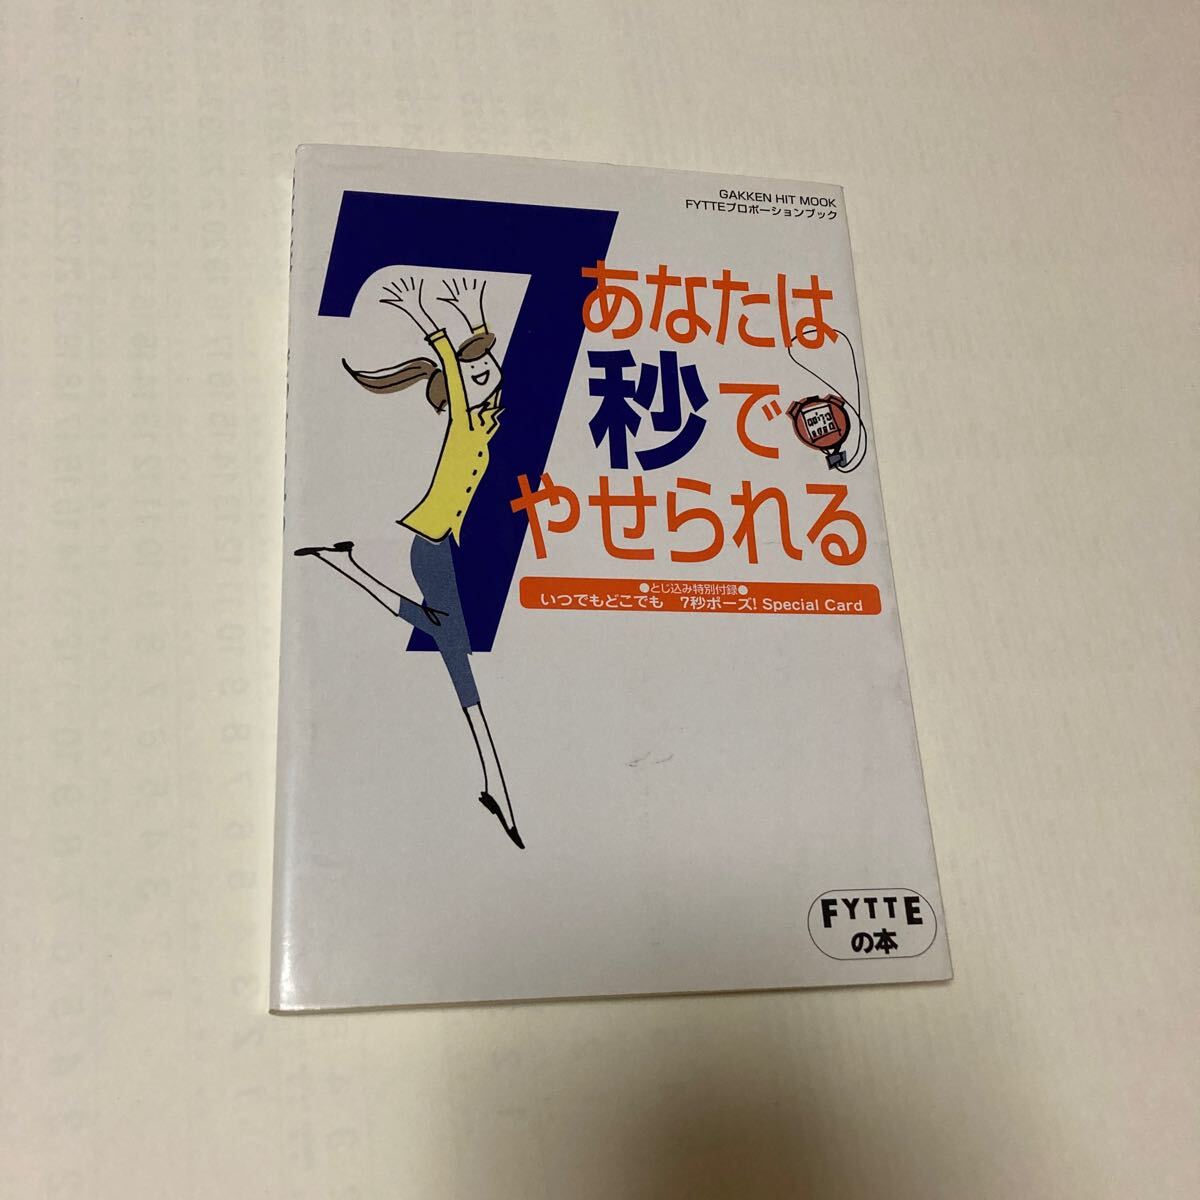 GAKKEN HIT MOOK
FYTTEプロポーションブック
あなたは
7秒で
やせられる
●とじ込み特別付録●
いつでもどこでも 7秒ポーズ! Special Card
FYTTE
の本